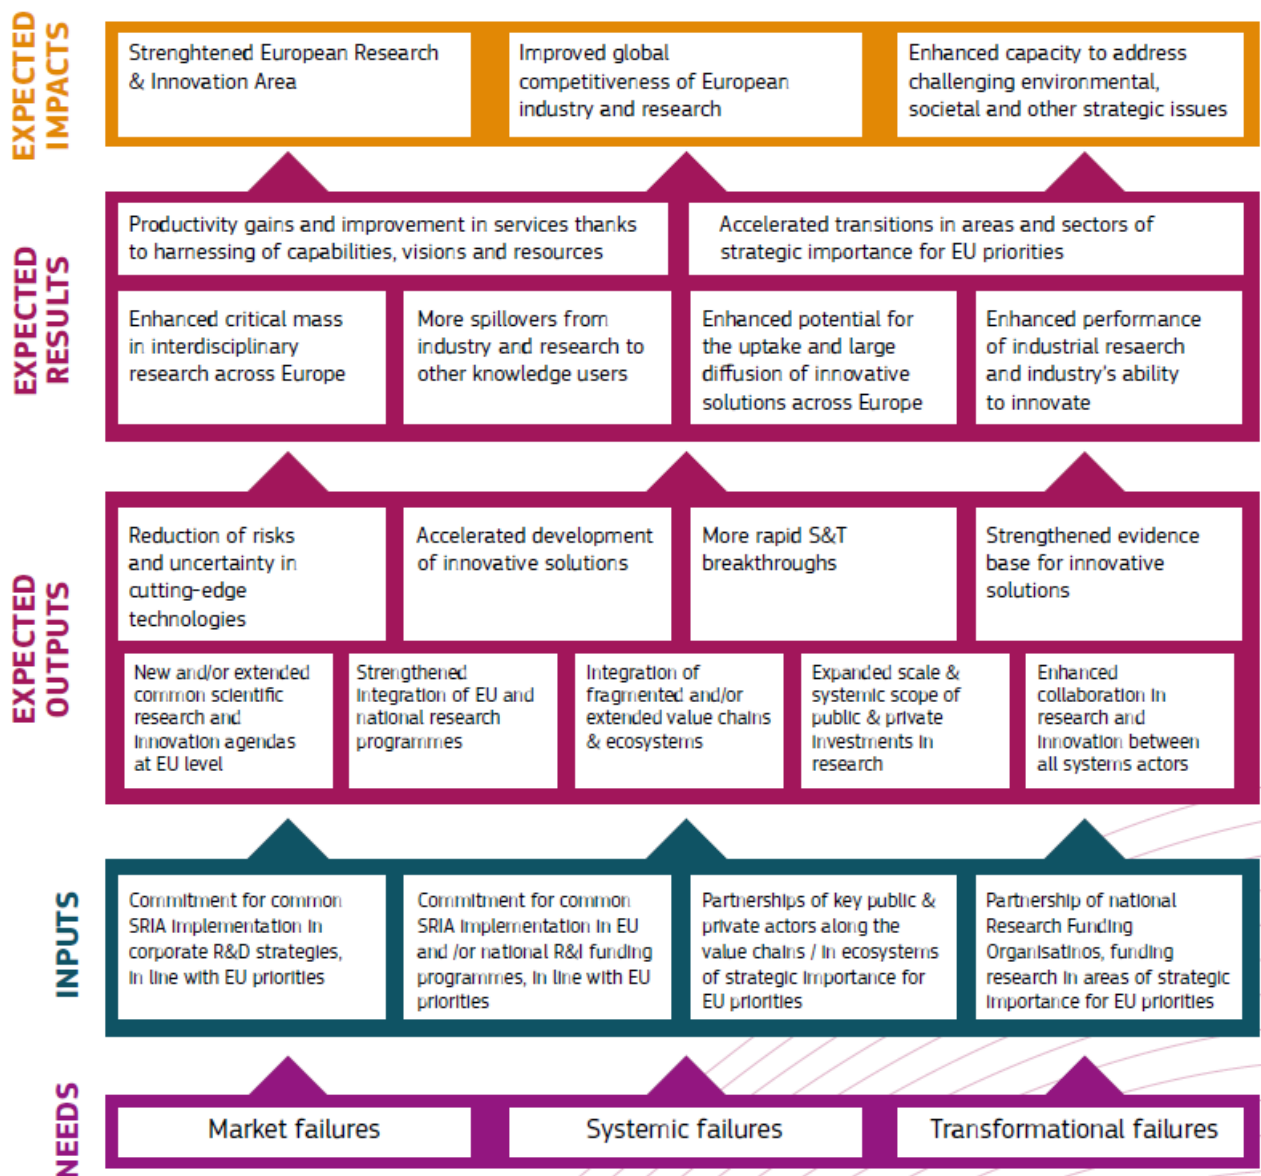 EXPECTED
IMPACTS
Strenghtened European Research
& Innovation Area
Improved global
competitiveness of European
industry and research
Enhanced capacity to address
challenging environmental,
societal and other strategic issues
EXPECTED
RESULTS
Productivity gains and improvement in services thanks
to harnessing of capabilities, visions and resources
Accelerated transitions in areas and sectors of
strategic importance for EU priorities
Enhanced critical mass
in interdisciplinary
research across Europe
More spillovers from
industry and research to
other knowledge users
Enhanced potential for
the uptake and large
diffusion of innovative
solutions across Europe
Enhanced performance
of industrial resaerch
and industry's ability
to innovate
EXPECTED
OUTPUTS
Reduction of risks
and uncertainty in
cutting-edge
technologies
Accelerated development
of innovative solutions
More rapid S&T
breakthroughs
Strengthened evidence
base for innovative
solutions
New and/or extended
common scientific
research and
innovation agendas
at EU level
Strengthened
integration of EU and
national research
programmes
Integration of
fragmented and/or
extended value chains
& ecosystems
Expanded scale &
systemic scope of
public & private
investments in
research
Enhanced
collaboration in
research and
innovation between
all systems actors
INPUTS
Commitment for common
SRIA implementation in
corporate R&D strategies,
in line with EU priorities
Commitment for common
SRIA implementation in EU
and /or national R&I funding
programmes, in line with EU
priorities
Partnerships of key public &
private actors along the
value chains / in ecosystems
of strategic importance for
EU priorities
Partnership of national
Research Funding
Organisatinos, funding
research in areas of strategic
importance for EU priorities
NEEDS
Market failures
Systemic failures
Transformational failures